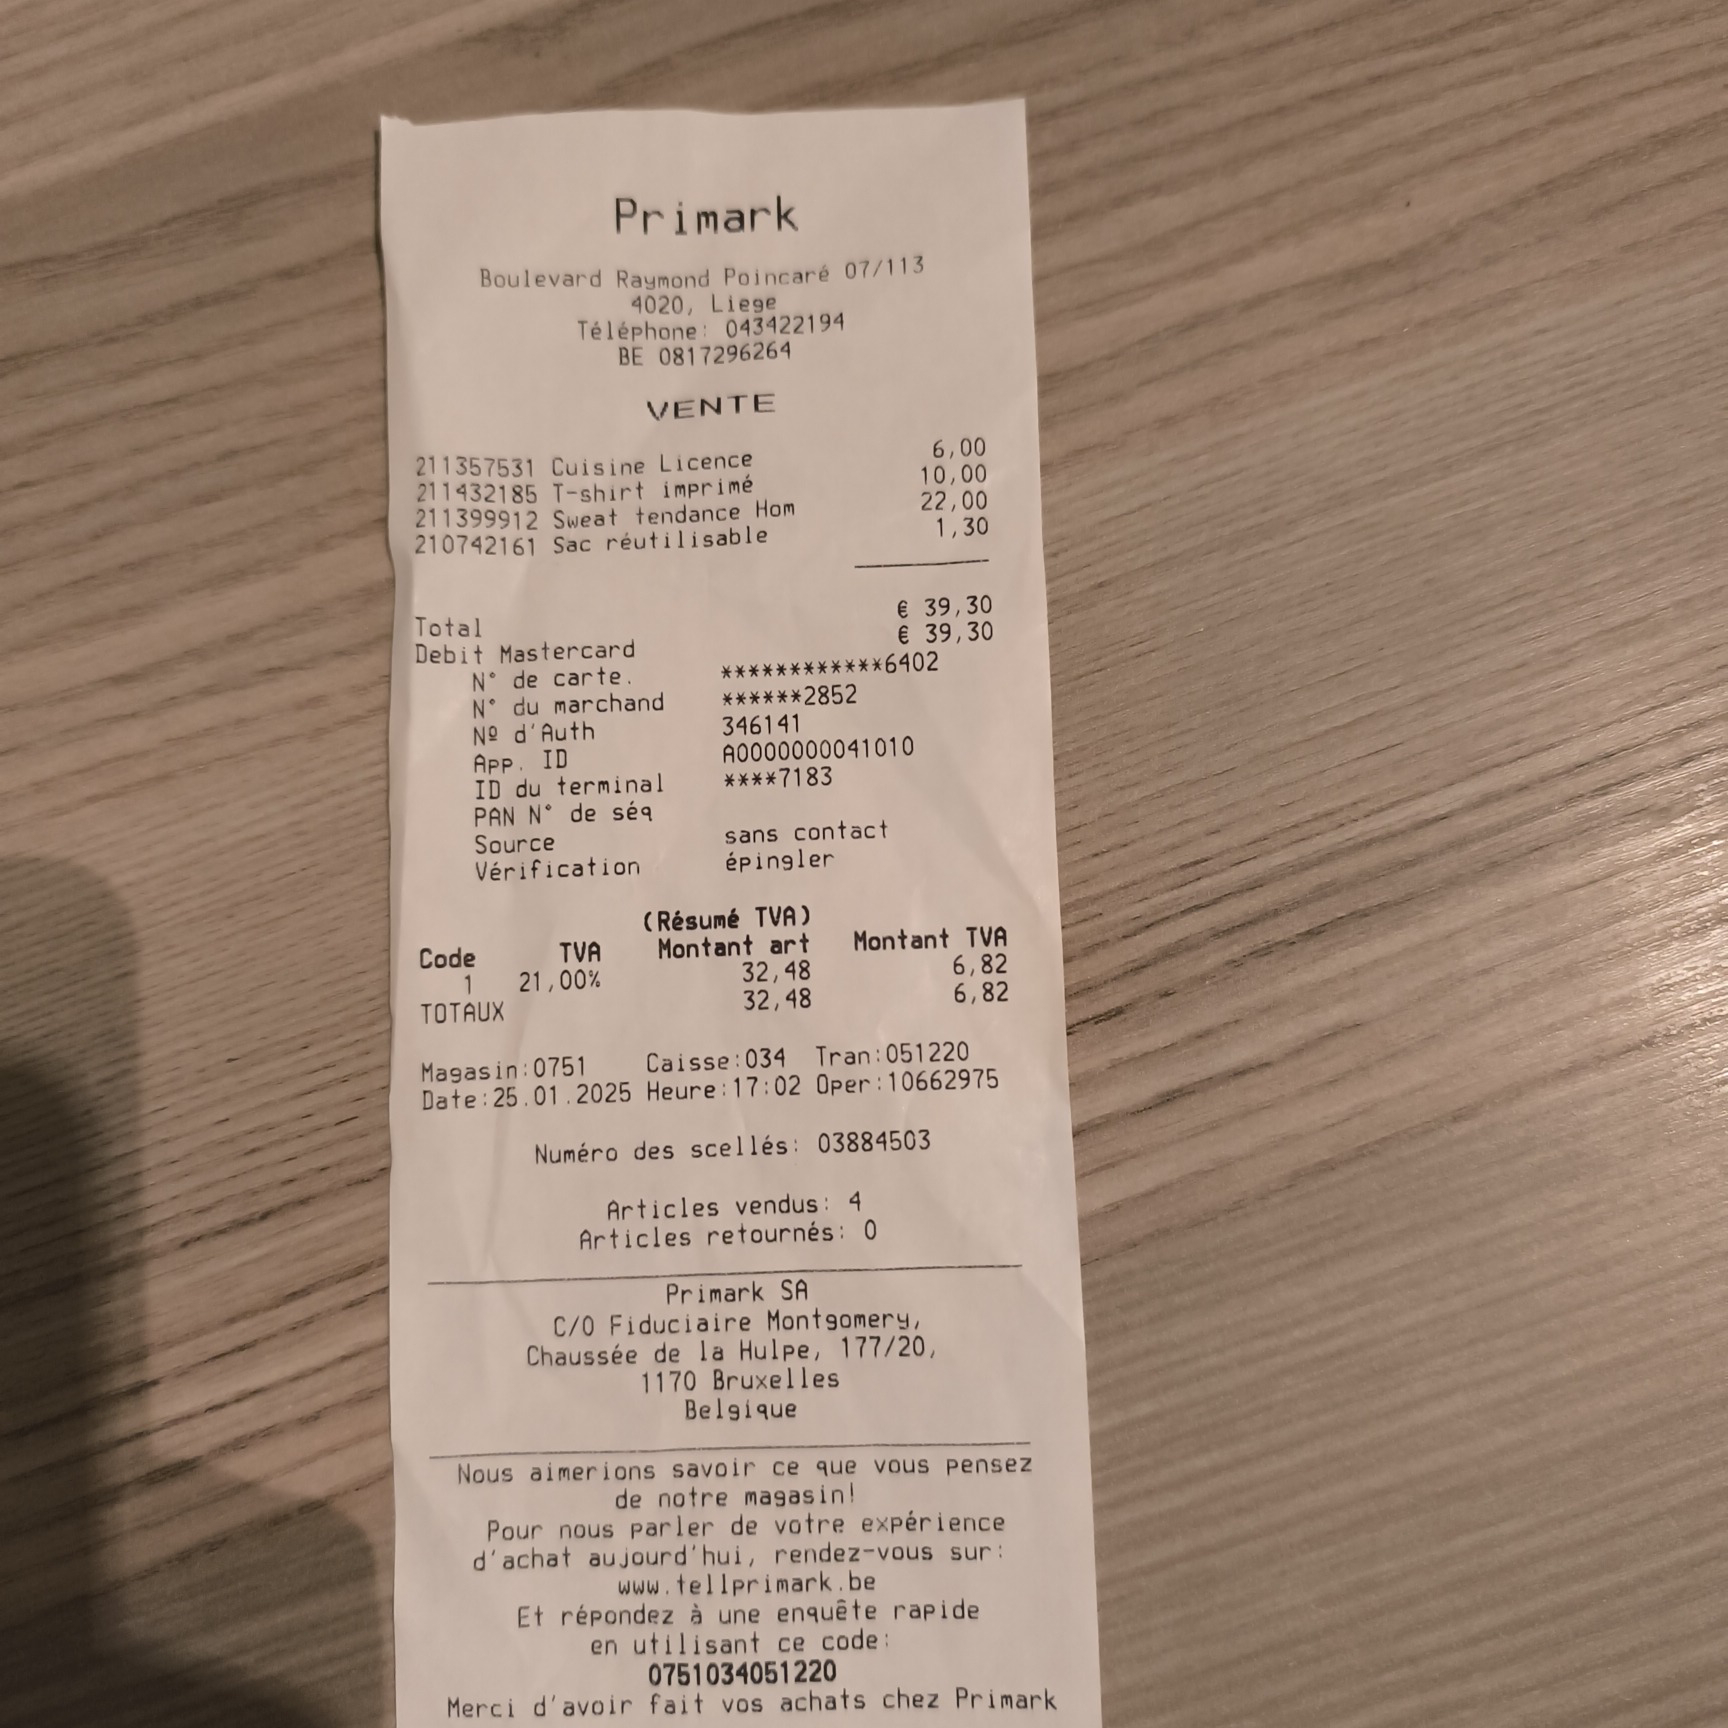 Primark
Boulevard Raymond Poincaré 07/113
4020, Liege
Téléphone: 043422194
BE 0817296264
VENTE
211357531 Cuisine Licence 6,00
211432185 T-shirt imprimé 10,00
211399912 Sweat tendance Hom 22,00
210742161 Sac réutilisable 1,30
Total € 39,30
Debit Mastercard € 39,30
N° de carte. ************6402
N° du marchand ******2852
Nº d'Auth 346141
App. ID A0000000041010
ID du terminal ****7183
PAN N° de séq
Source sans contact
Vérification épingler
(Résumé TVA)
Code TVA Montant art Montant TVA
1 21,00% 32,48 6,82
TOTAUX 32,48 6,82
Magasin:0751 Caisse:034 Tran:051220
Date:25.01.2025 Heure:17:02 Oper:10662975
Numéro des scellés: 03884503
Articles vendus: 4
Articles retournés: 0
Primark SA
C/O Fiduciaire Montgomery,
Chaussée de la Hulpe, 177/20,
1170 Bruxelles
Belgique
Nous aimerions savoir ce que vous pensez
de notre magasin!
Pour nous parler de votre expérience
d'achat aujourd'hui, rendez-vous sur:
www.tellprimark.be
Et répondez à une enquête rapide
en utilisant ce code:
0751034051220
Merci d'avoir fait vos achats chez Primark